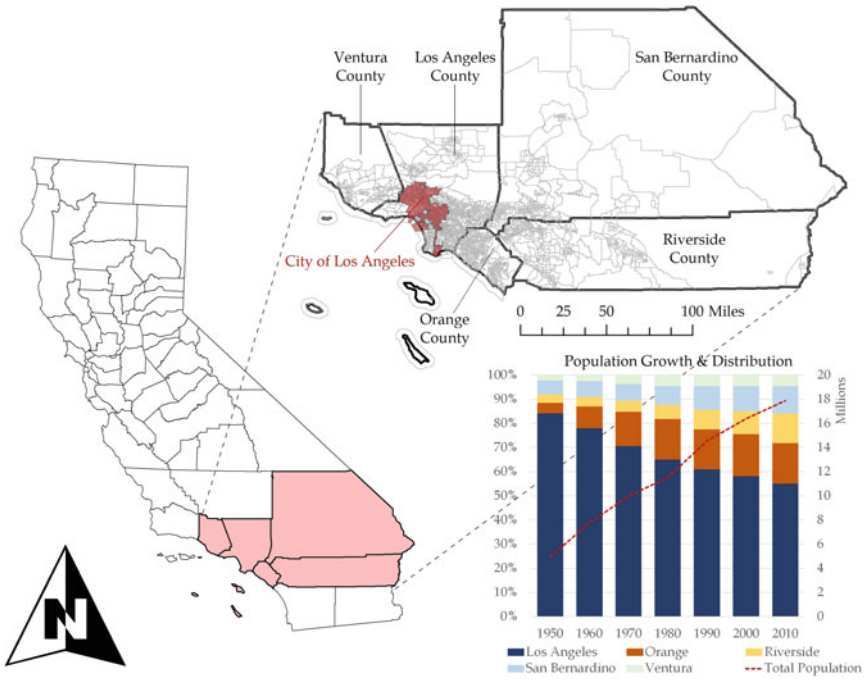 Ventura
County
Los Angeles
County
San Bernardino
County
City of Los Angeles
Riverside
County
Orange
County
0 25 50 100 Miles
N
Population Growth & Distribution
100%
90%
80%
70%
60%
50%
40%
30%
20%
10%
0%
20
18
16
14
12
10
8
6
4
2
0
Millions
1950 1960 1970 1980 1990 2000 2010
Los Angeles Orange Riverside
San Bernardino Ventura Total Population